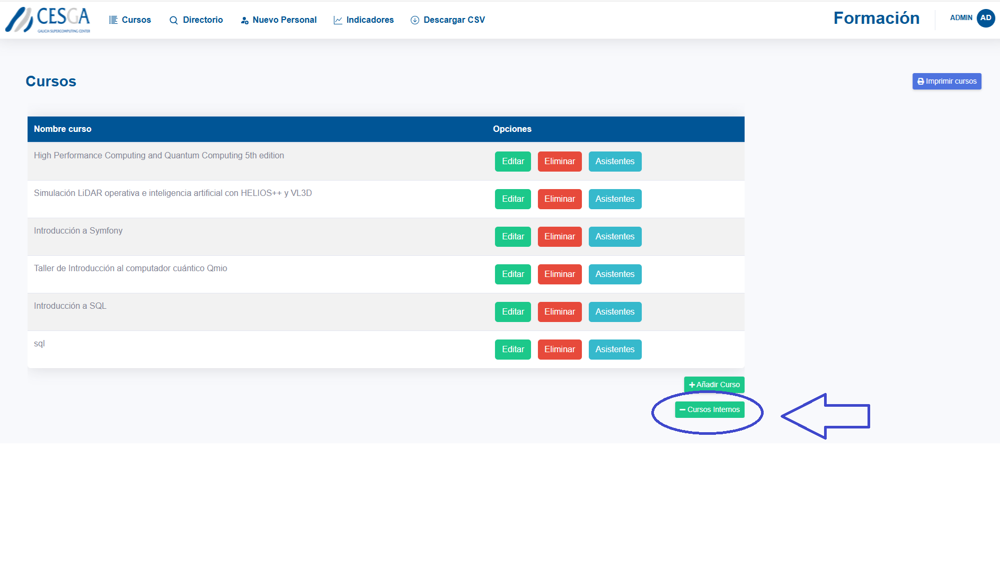 CESGA
GALICIA SUPERCOMPUTING CENTER
Cursos
Directorio
Nuevo Personal
Indicadores
Descargar CSV
Formación
ADMIN
AD
Cursos
Imprimir cursos
Nombre curso Opciones
High Performance Computing and Quantum Computing 5th edition Editar Eliminar Asistentes
Simulación LiDAR operativa e inteligencia artificial con HELIOS++ y VL3D Editar Eliminar Asistentes
Introducción a Symfony Editar Eliminar Asistentes
Taller de Introducción al computador cuántico Qmio Editar Eliminar Asistentes
Introducción a SQL Editar Eliminar Asistentes
sql Editar Eliminar Asistentes
Añadir Curso
Cursos Internos